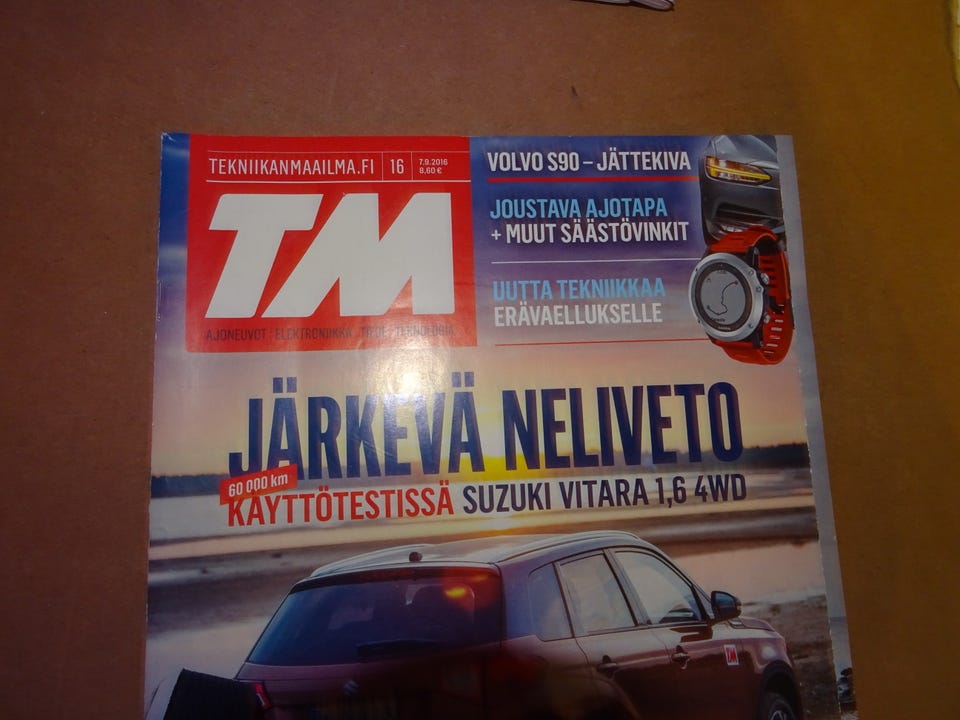 TEKNIIKANMAAILMA.FI 16 7.9.2016
8,60 €
TM
AJONEUVOT ELEKTRONIIKKA TIEDE TEKNOLOGIA
VOLVO S90 – JÄTTEKIVA
JOUSTAVA AJOTAPA
+ MUUT SÄÄSTÖVINKIT
UUTTA TEKNIIKKAA
ERÄVAELLUKSELLE
JÄRKEVÄ NELIVETO
60 000 km
KÄYTTÖTESTISSÄ SUZUKI VITARA 1,6 4WD
TM